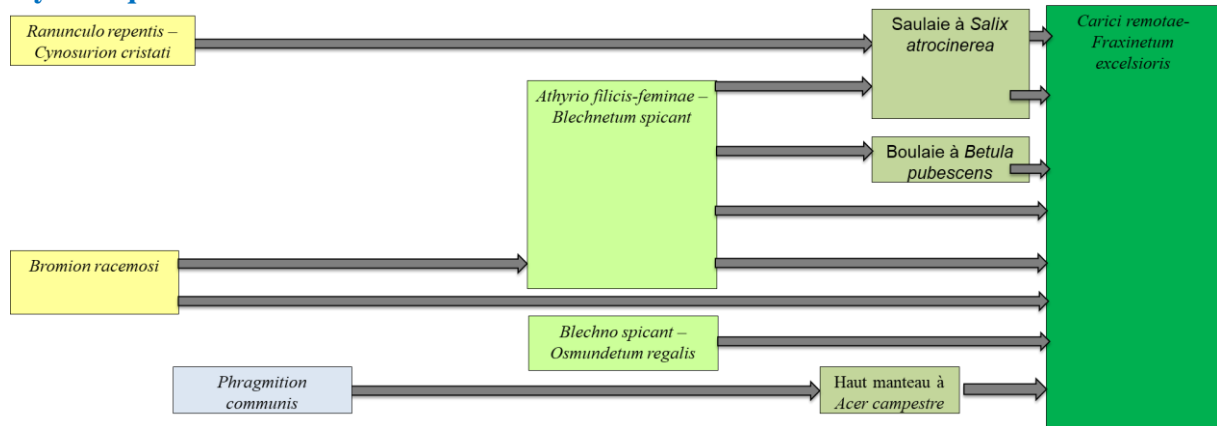 Ranunculo repentis –
Cynosurion cristati
Saulaie à Salix
atrocinerea
Carici remotae-
Fraxinetum
excelsioris
Athyrio filicis-feminae –
Blechnetum spicant
Boulaie à Betula
pubescens
Bromion racemosi
Blechno spicant –
Osmundetum regalis
Phragmition
communis
Haut manteau à
Acer campestre